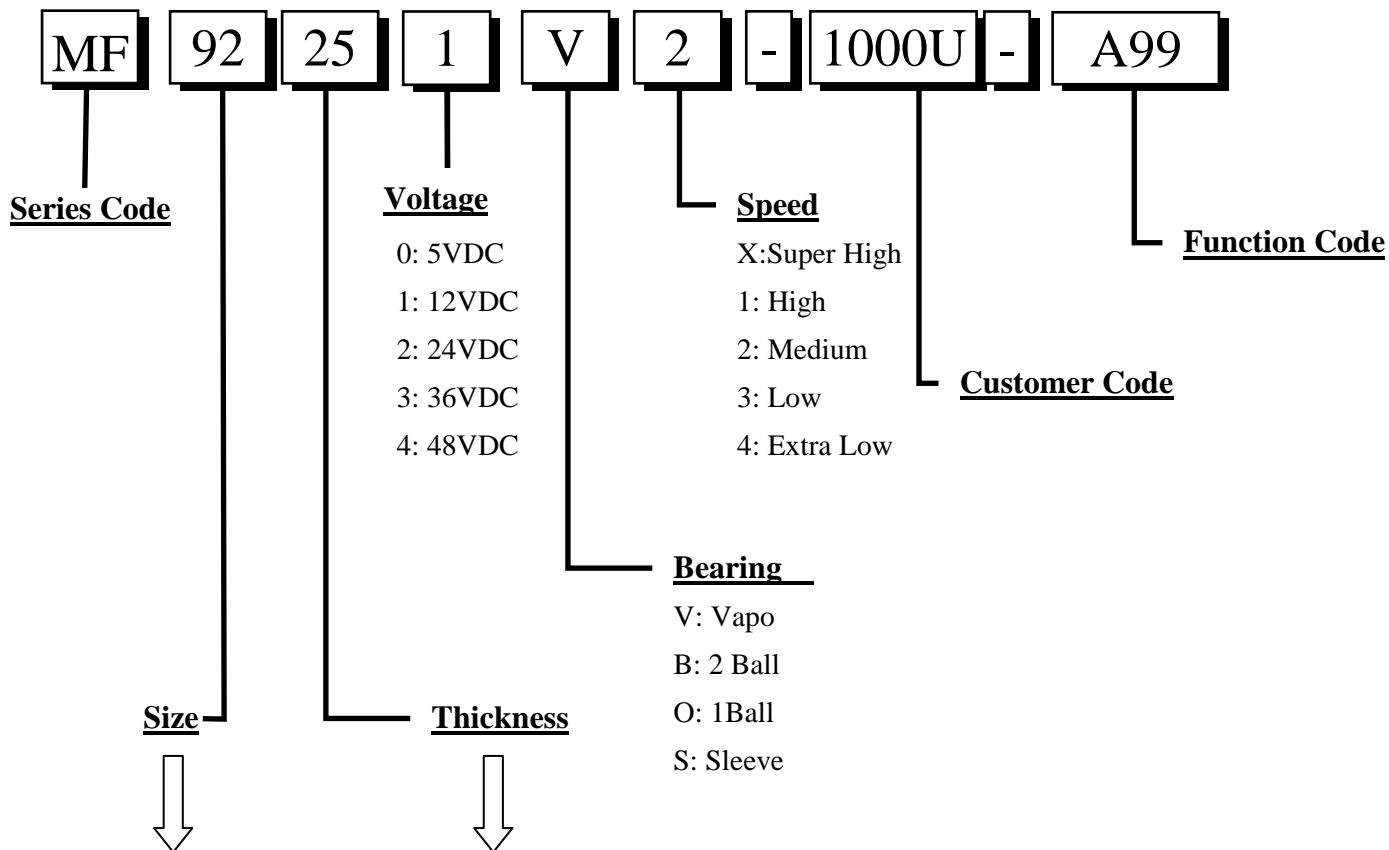 MF 92 25 1 V 2 - 1000U - A99
Series Code
Voltage
0: 5VDC
1: 12VDC
2: 24VDC
3: 36VDC
4: 48VDC
Speed
X:Super High
1: High
2: Medium
3: Low
4: Extra Low
Function Code
Customer Code
Bearing
V: Vapo
B: 2 Ball
O: 1Ball
S: Sleeve
Size
Thickness